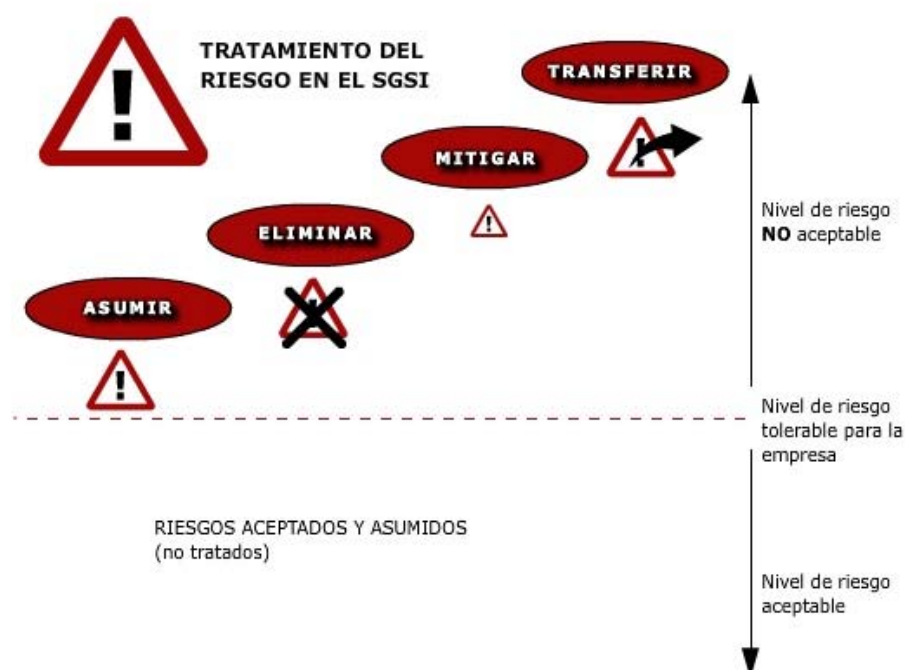 TRATAMIENTO DEL
RIESGO EN EL SGSI
TRANSFERIR
MITIGAR
ELIMINAR
ASUMIR
Nivel de riesgo
NO aceptable
Nivel de riesgo
tolerable para la
empresa
RIESGOS ACEPTADOS Y ASUMIDOS
(no tratados)
Nivel de riesgo
aceptable